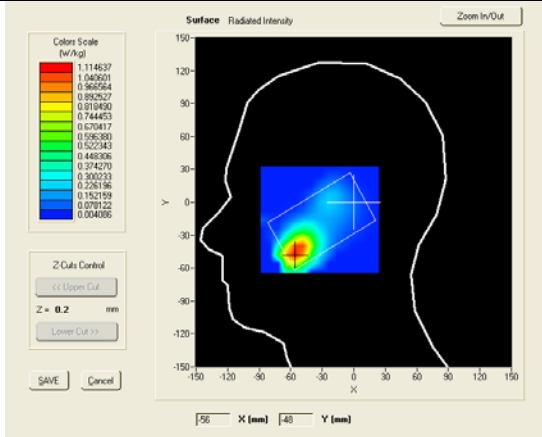 Surface Radiated Intensity
Zoom In/Out
Colors Scale
(W/kg)
1.114637
1.040601
0.966564
0.892527
0.818490
0.744453
0.670417
0.596380
0.522343
0.448306
0.374270
0.300233
0.226196
0.152159
0.078122
0.004086
Z-Cuts Control
<< Upper Cut
Z = 0.2 mm
Lower Cut >>
SAVE Cancel
150-
120-
90-
60-
30-
0-
-30-
-60-
-90-
-120-
-150-
Y
-150 -120 -90 -60 -30 0 30 60 90 120 150
X
-56 X (mm) -48 Y (mm)